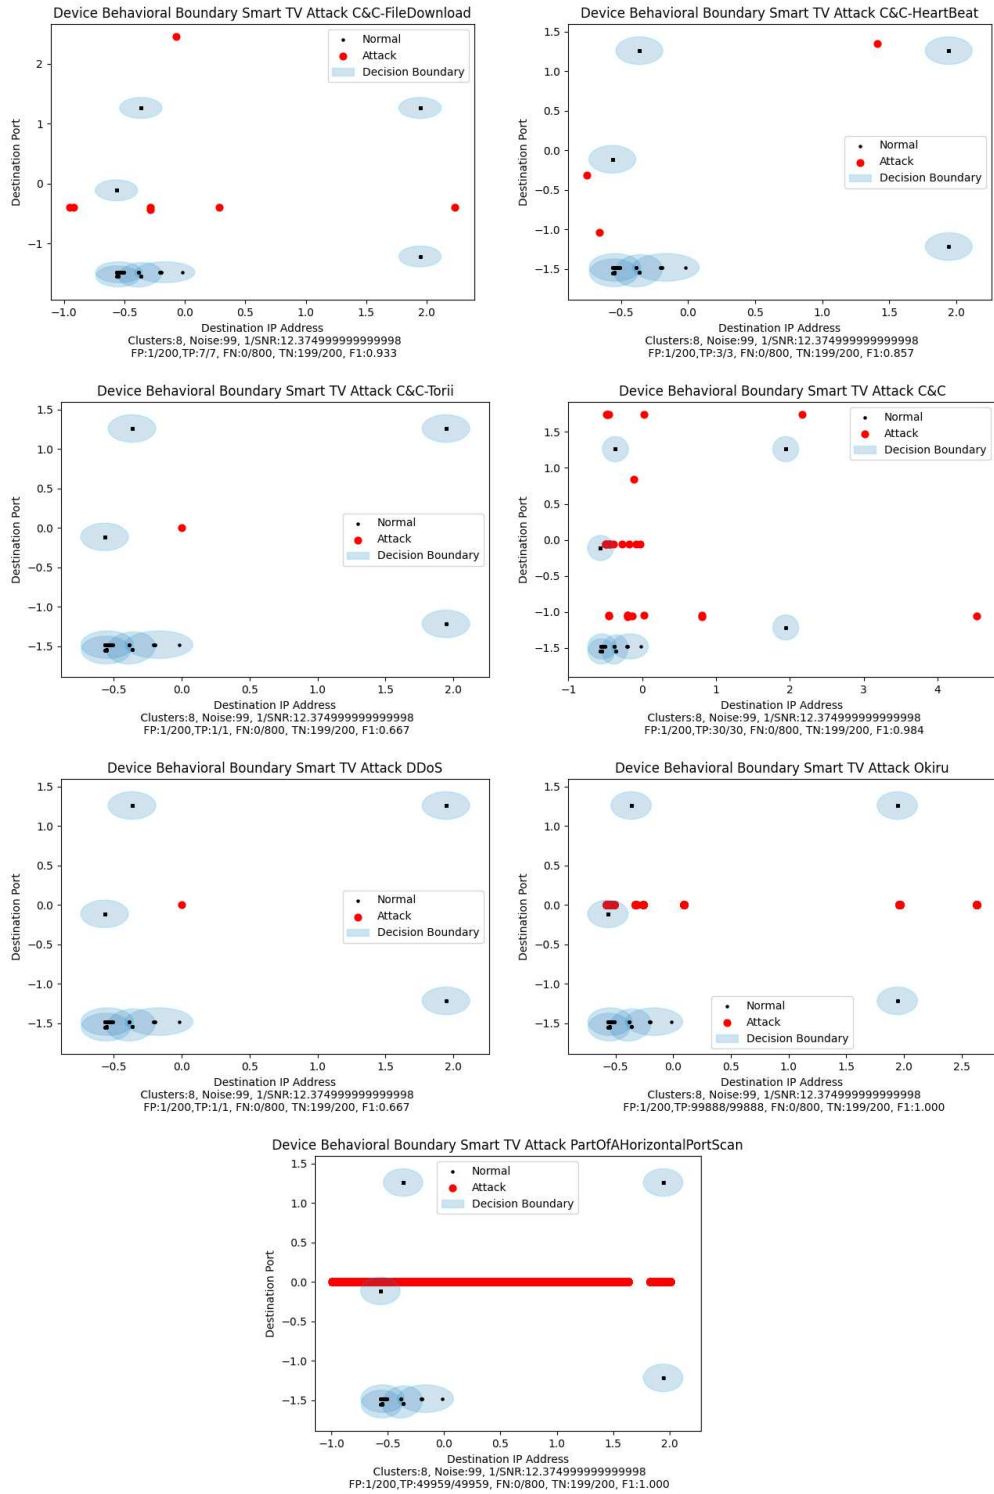 Device Behavioral Boundary Smart TV Attack C&C-FileDownload
Normal
Attack
Decision Boundary
Destination Port
2
1
0
−1
−1.0 −0.5 0.0 0.5 1.0 1.5 2.0
Destination IP Address
Clusters:8, Noise:99, 1/SNR:12.374999999999998
FP:1/200,TP:7/7, FN:0/800, TN:199/200, F1:0.933
Device Behavioral Boundary Smart TV Attack C&C-HeartBeat
Normal
Attack
Decision Boundary
Destination Port
1.5
1.0
0.5
0.0
−0.5
−1.0
−1.5
−0.5 0.0 0.5 1.0 1.5 2.0
Destination IP Address
Clusters:8, Noise:99, 1/SNR:12.374999999999998
FP:1/200,TP:3/3, FN:0/800, TN:199/200, F1:0.857
Device Behavioral Boundary Smart TV Attack C&C-Torii
Normal
Attack
Decision Boundary
Destination Port
1.5
1.0
0.5
0.0
−0.5
−1.0
−1.5
−0.5 0.0 0.5 1.0 1.5 2.0
Destination IP Address
Clusters:8, Noise:99, 1/SNR:12.374999999999998
FP:1/200,TP:1/1, FN:0/800, TN:199/200, F1:0.667
Device Behavioral Boundary Smart TV Attack C&C
Normal
Attack
Decision Boundary
Destination Port
1.5
1.0
0.5
0.0
−0.5
−1.0
−1.5
−1 0 1 2 3 4
Destination IP Address
Clusters:8, Noise:99, 1/SNR:12.374999999999998
FP:1/200,TP:30/30, FN:0/800, TN:199/200, F1:0.984
Device Behavioral Boundary Smart TV Attack DDoS
Normal
Attack
Decision Boundary
Destination Port
1.5
1.0
0.5
0.0
−0.5
−1.0
−1.5
−0.5 0.0 0.5 1.0 1.5 2.0
Destination IP Address
Clusters:8, Noise:99, 1/SNR:12.374999999999998
FP:1/200,TP:1/1, FN:0/800, TN:199/200, F1:0.667
Device Behavioral Boundary Smart TV Attack Okiru
Normal
Attack
Decision Boundary
Destination Port
1.5
1.0
0.5
0.0
−0.5
−1.0
−1.5
−0.5 0.0 0.5 1.0 1.5 2.0 2.5
Destination IP Address
Clusters:8, Noise:99, 1/SNR:12.374999999999998
FP:1/200,TP:99888/99888, FN:0/800, TN:199/200, F1:1.000
Device Behavioral Boundary Smart TV Attack PartOfAHorizontalPortScan
Normal
Attack
Decision Boundary
Destination Port
1.5
1.0
0.5
0.0
−0.5
−1.0
−1.5
−1.0 −0.5 0.0 0.5 1.0 1.5 2.0
Destination IP Address
Clusters:8, Noise:99, 1/SNR:12.374999999999998
FP:1/200,TP:49959/49959, FN:0/800, TN:199/200, F1:1.000